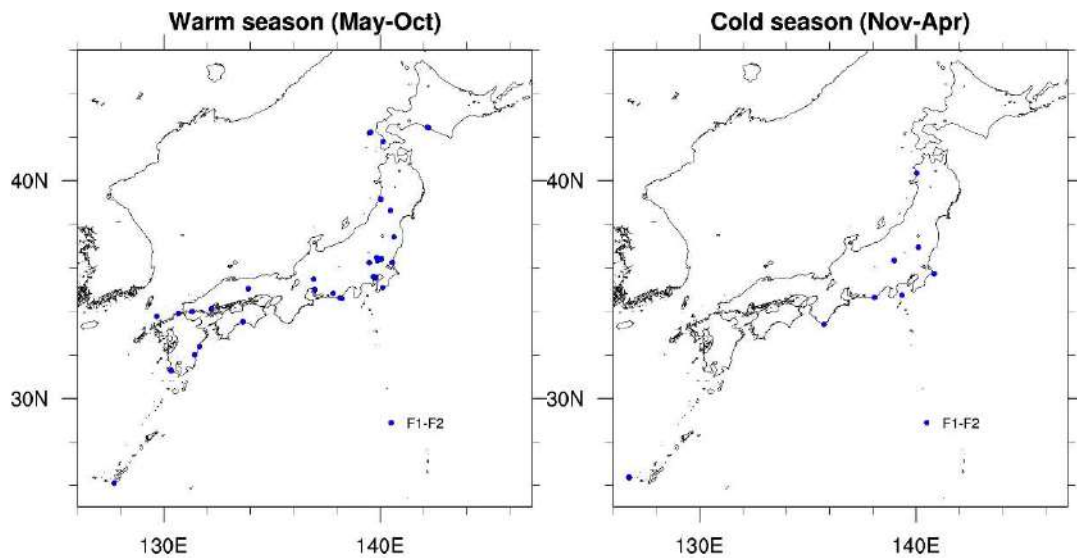 Warm season (May-Oct)
Cold season (Nov-Apr)
40N
40N
30N
30N
F1-F2
F1-F2
130E
140E
130E
140E